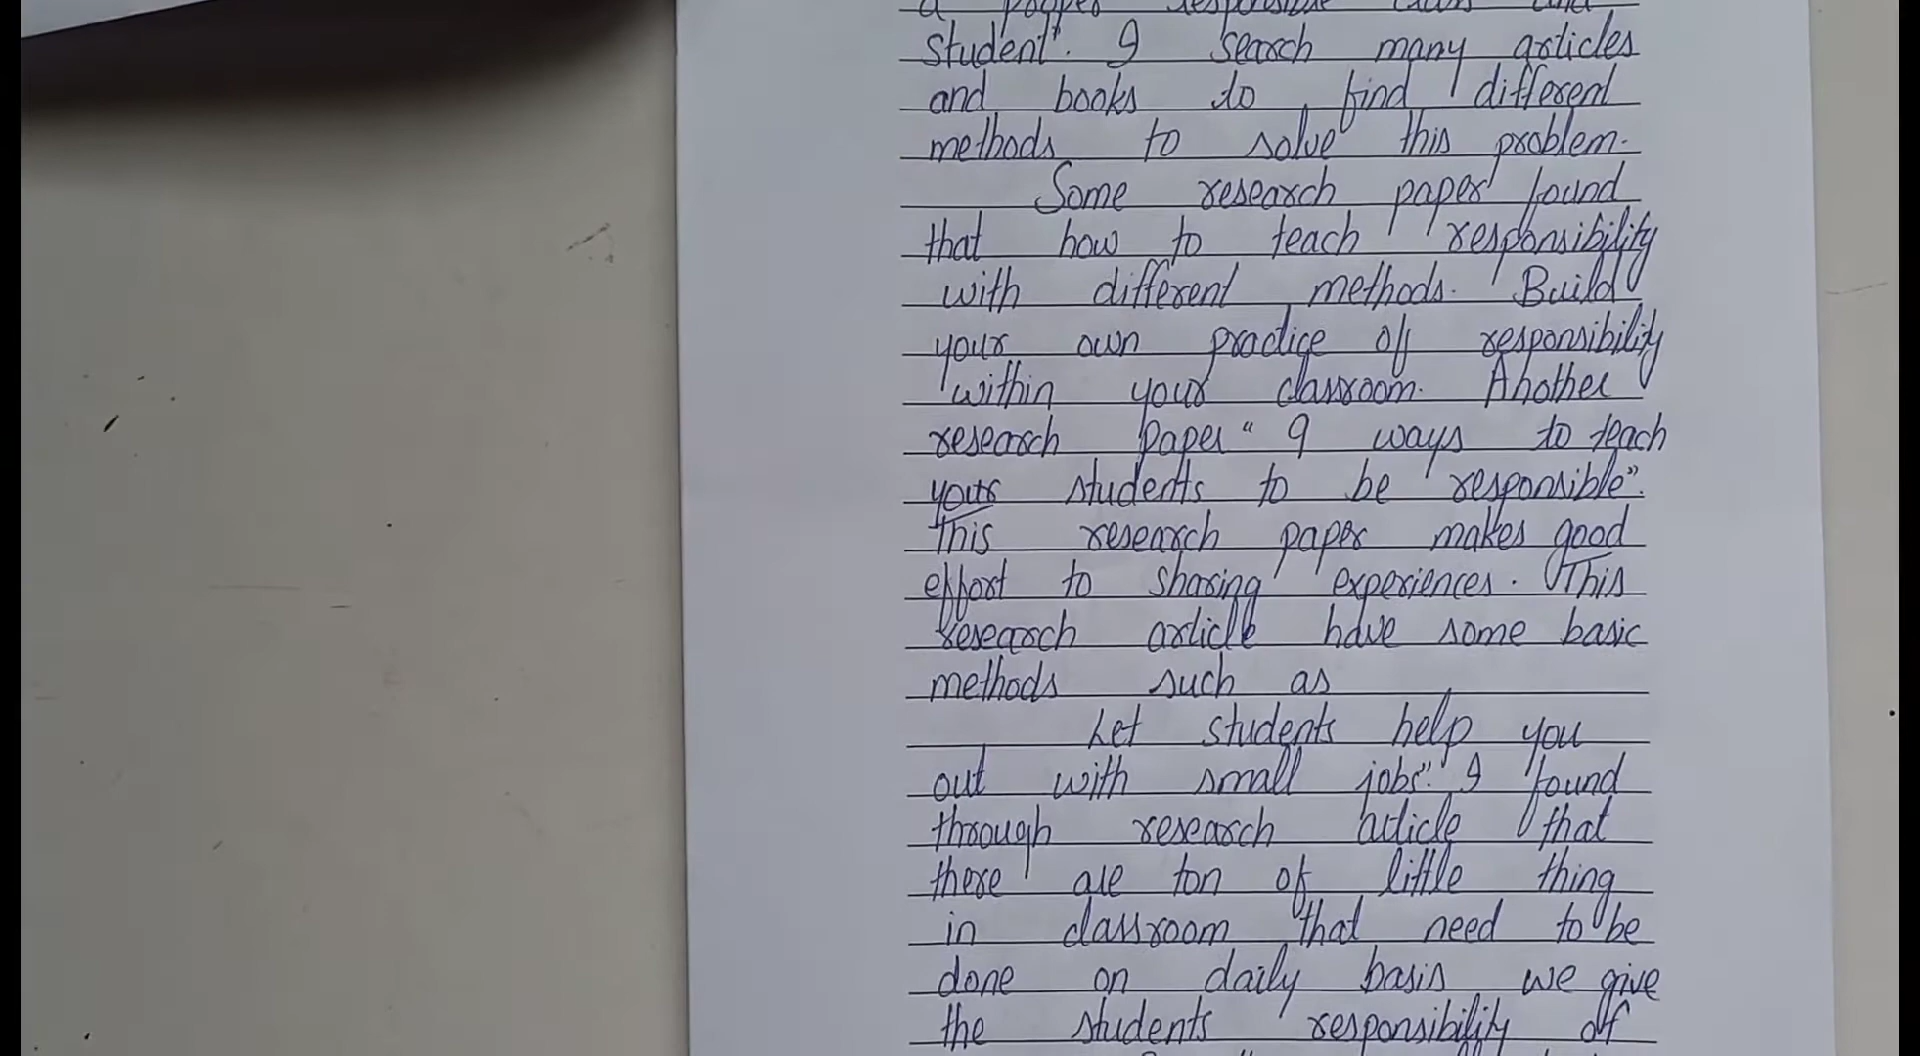 student". I search many articles
and books to find different
methods to solve this problem.
Some research paper found
that how to teach responsibility
with different methods. Build
your own practice of responsibility
within your classroom. Another
research paper " 9 ways to teach
your students to be responsible".
This research paper makes good
effort to sharing experiences. This
research article have some basic
methods such as
Let students help you
out with small jobs". I found
through research article that
there are ton of little thing
in classroom that need to be
done on daily basis we give
the students responsibility of